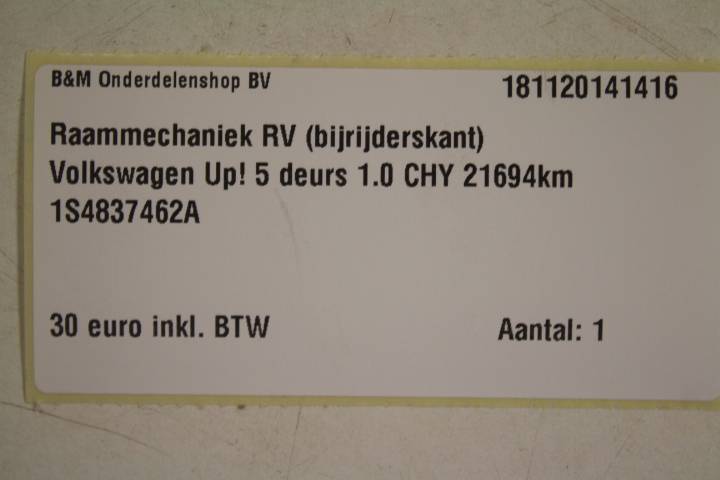 B&M Onderdelenshop BV 181120141416
Raammechaniek RV (bijrijderskant)
Volkswagen Up! 5 deurs 1.0 CHY 21694km
1S4837462A
30 euro inkl. BTW Aantal: 1